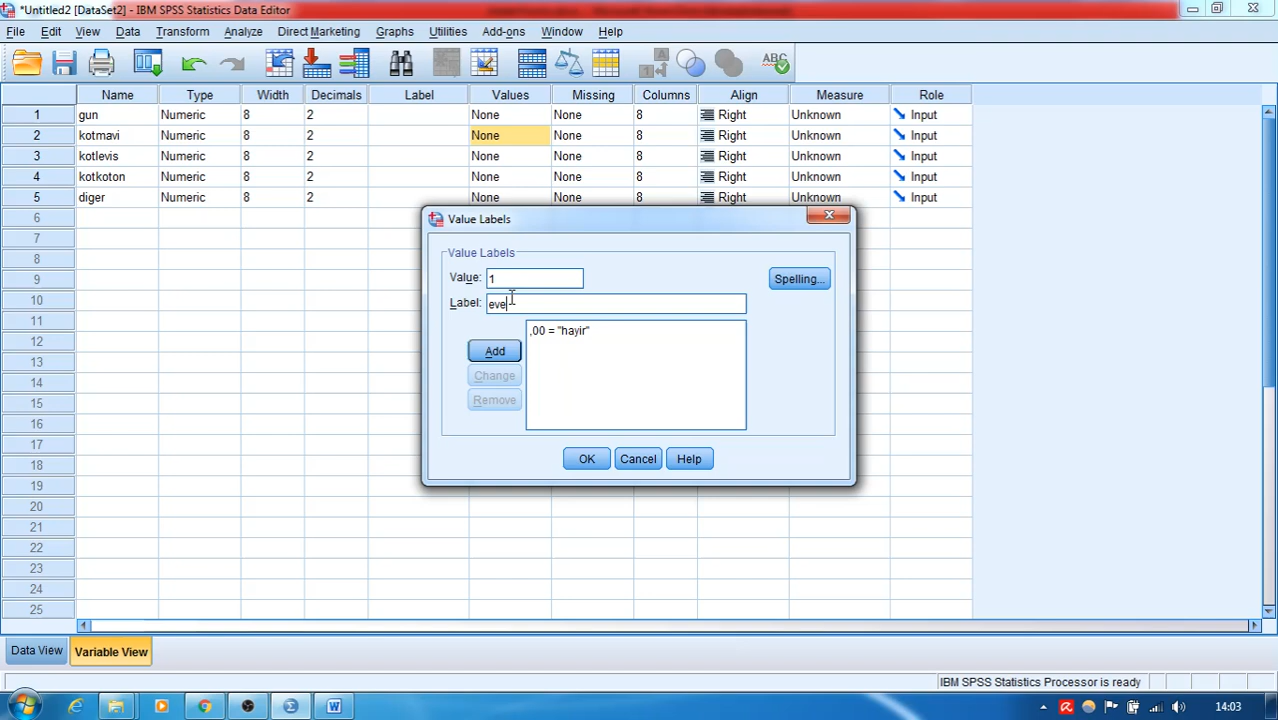 *Untitled2 [DataSet2] - IBM SPSS Statistics Data Editor
File Edit View Data Transform Analyze Direct Marketing Graphs Utilities Add-ons Window Help
Name Type Width Decimals Label Values Missing Columns Align Measure Role
1 gun Numeric 8 2 None None 8 Right Unknown Input
2 kotmavi Numeric 8 2 None None 8 Right Unknown Input
3 kotlevis Numeric 8 2 None None 8 Right Unknown Input
4 kotkoton Numeric 8 2 None None 8 Right Unknown Input
5 diger Numeric 8 2 None None 8 Right Unknown Input
6
7
8
9
10
11
12
13
14
15
16
17
18
19
20
21
22
23
24
25
Value Labels
Value Labels
Value: 1
Spelling...
Label: eve
,00 = "hayir"
Add
Change
Remove
OK Cancel Help
Data View Variable View
IBM SPSS Statistics Processor is ready
14:03